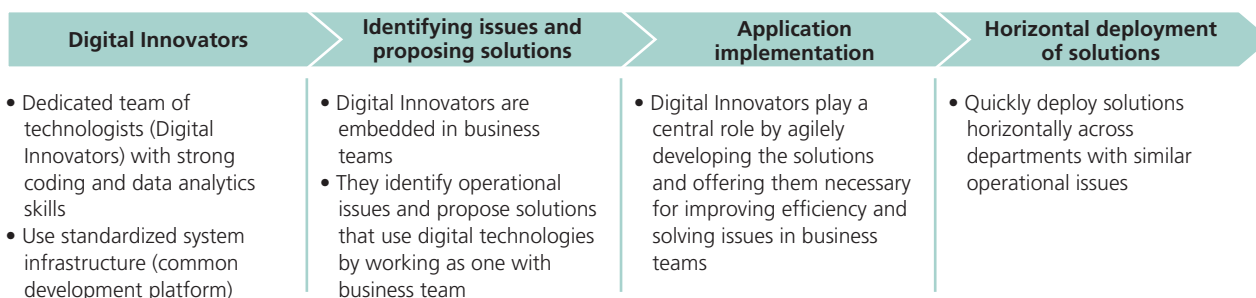 Digital Innovators
Identifying issues and
proposing solutions
Application
implementation
Horizontal deployment
of solutions
• Dedicated team of
technologists (Digital
Innovators) with strong
coding and data analytics
skills
• Use standardized system
infrastructure (common
development platform)
• Digital Innovators are
embedded in business
teams
• They identify operational
issues and propose solutions
that use digital technologies
by working as one with
business team
• Digital Innovators play a
central role by agilely
developing the solutions
and offering them necessary
for improving efficiency and
solving issues in business
teams
• Quickly deploy solutions
horizontally across
departments with similar
operational issues